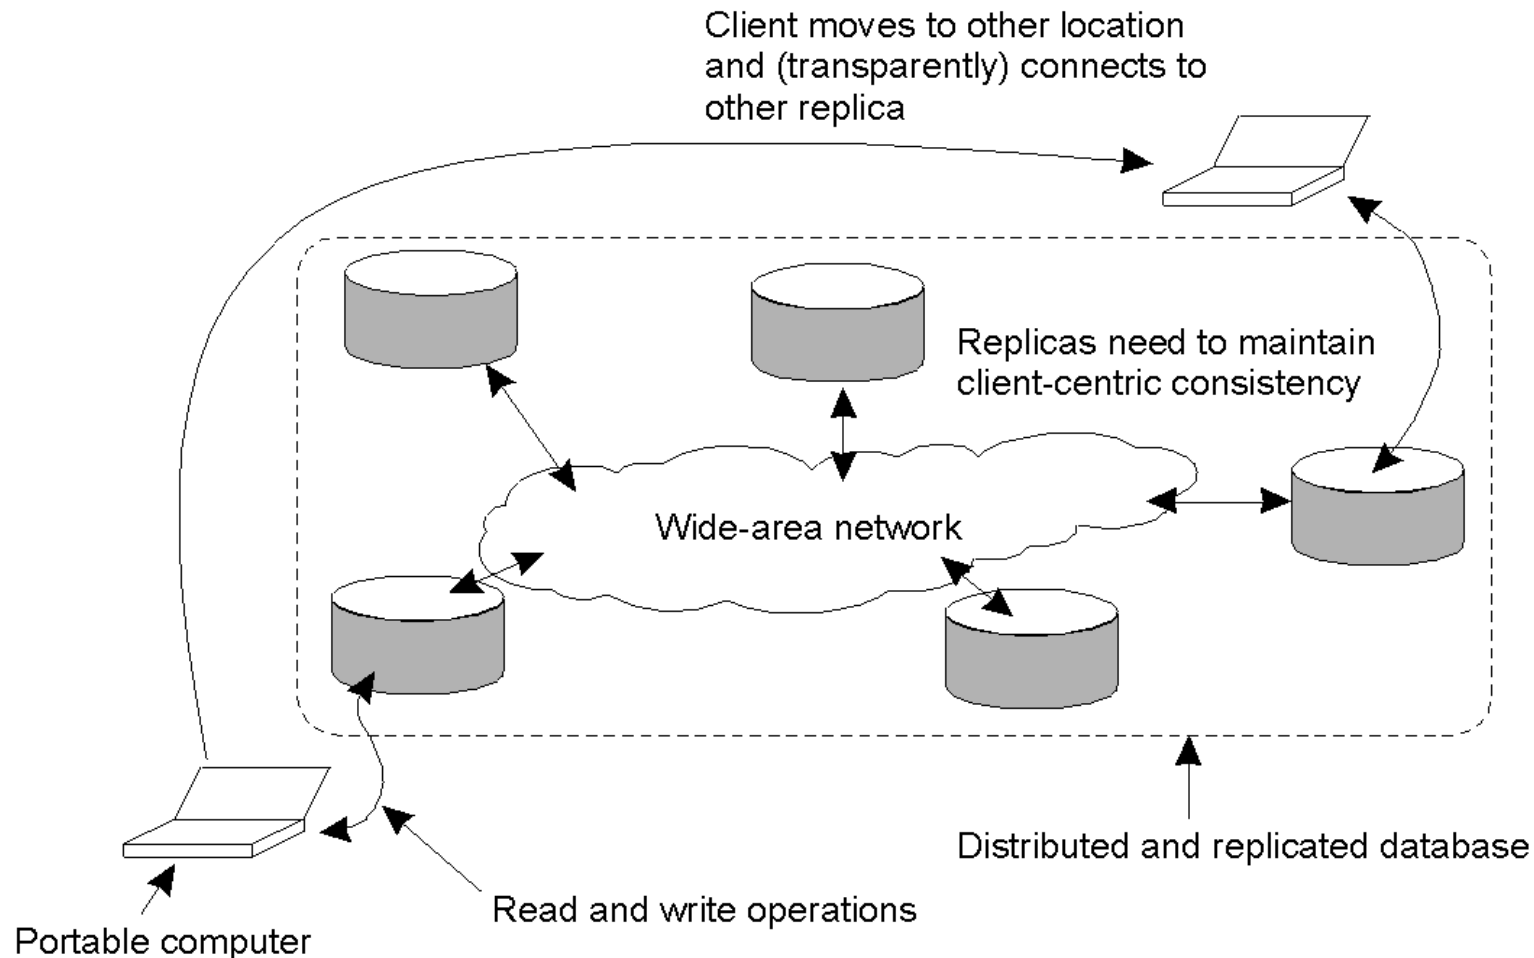 Client moves to other location
and (transparently) connects to
other replica
Replicas need to maintain
client-centric consistency
Wide-area network
Distributed and replicated database
Read and write operations
Portable computer